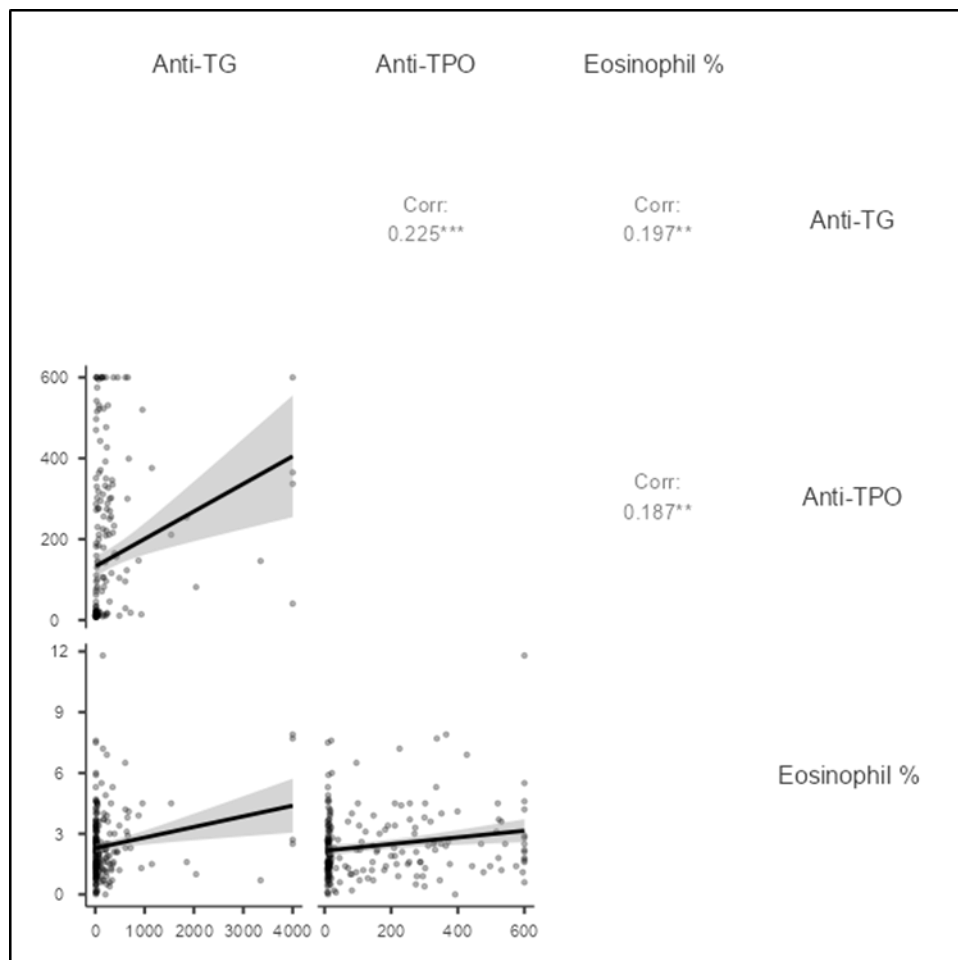 Anti-TG Anti-TPO Eosinophil %
Corr: Corr:
0.225*** 0.197** Anti-TG
600
400
200
0
Corr:
0.187** Anti-TPO
12
9
6
3
0
Eosinophil %
0 1000 2000 3000 4000 0 200 400 600